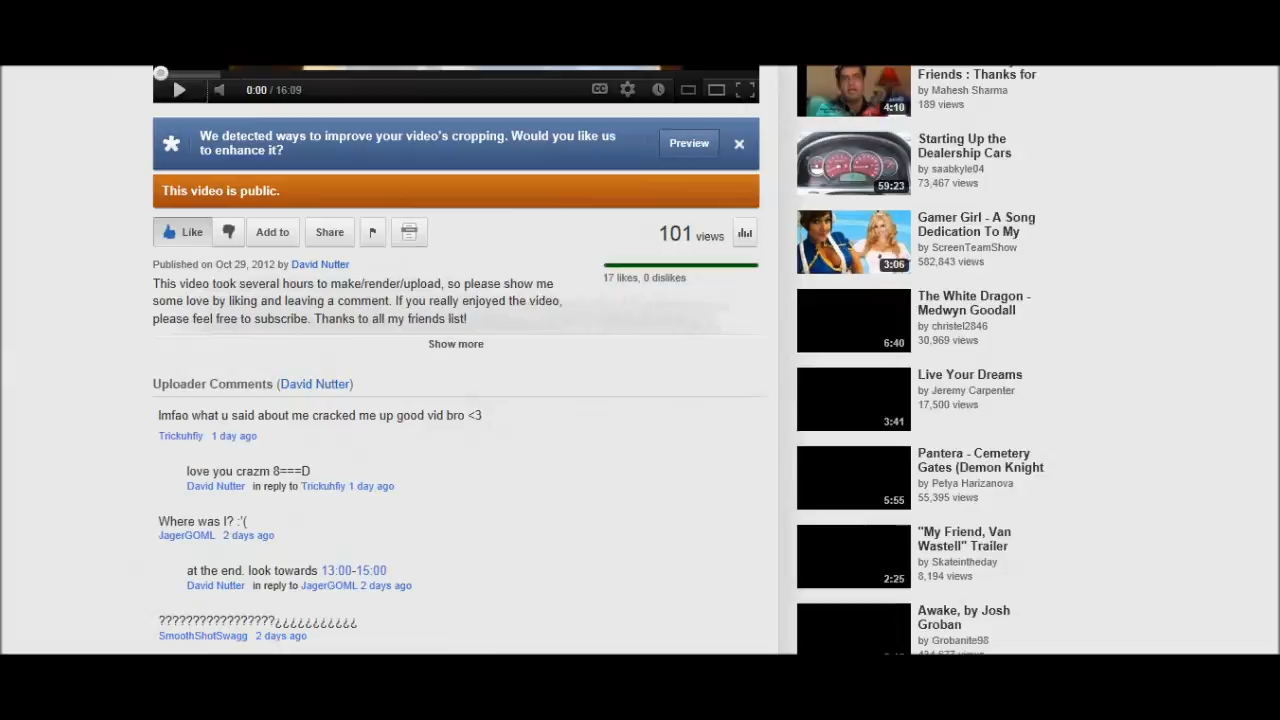 0:00 / 16:09
CC
We detected ways to improve your video's cropping. Would you like us
to enhance it?
Preview
This video is public.
Like
Add to
Share
101 views
Published on Oct 29, 2012 by David Nutter
17 likes, 0 dislikes
This video took several hours to make/render/upload, so please show me
some love by liking and leaving a comment. If you really enjoyed the video,
please feel free to subscribe. Thanks to all my friends list!
Show more
Uploader Comments (David Nutter)
lmfao what u said about me cracked me up good vid bro <3
Trickuhfiy 1 day ago
love you crazm 8===D
David Nutter in reply to Trickuhfiy 1 day ago
Where was I? :'(
JagerGOML 2 days ago
at the end. look towards 13:00-15:00
David Nutter in reply to JagerGOML 2 days ago
?????????????????¿¿¿¿¿¿¿¿¿¿¿¿
SmoothShotSwagg 2 days ago
Friends : Thanks for
by Mahesh Sharma
189 views
4:10
Starting Up the
Dealership Cars
by saabkyle04
73,467 views
59:23
Gamer Girl - A Song
Dedication To My
by ScreenTeamShow
582,843 views
3:06
The White Dragon -
Medwyn Goodall
by christel2846
30,969 views
6:40
Live Your Dreams
by Jeremy Carpenter
17,500 views
3:41
Pantera - Cemetery
Gates (Demon Knight
by Petya Harizanova
55,395 views
5:55
"My Friend, Van
Wastell" Trailer
by Skateintheday
8,194 views
2:25
Awake, by Josh
Groban
by Grobanite98